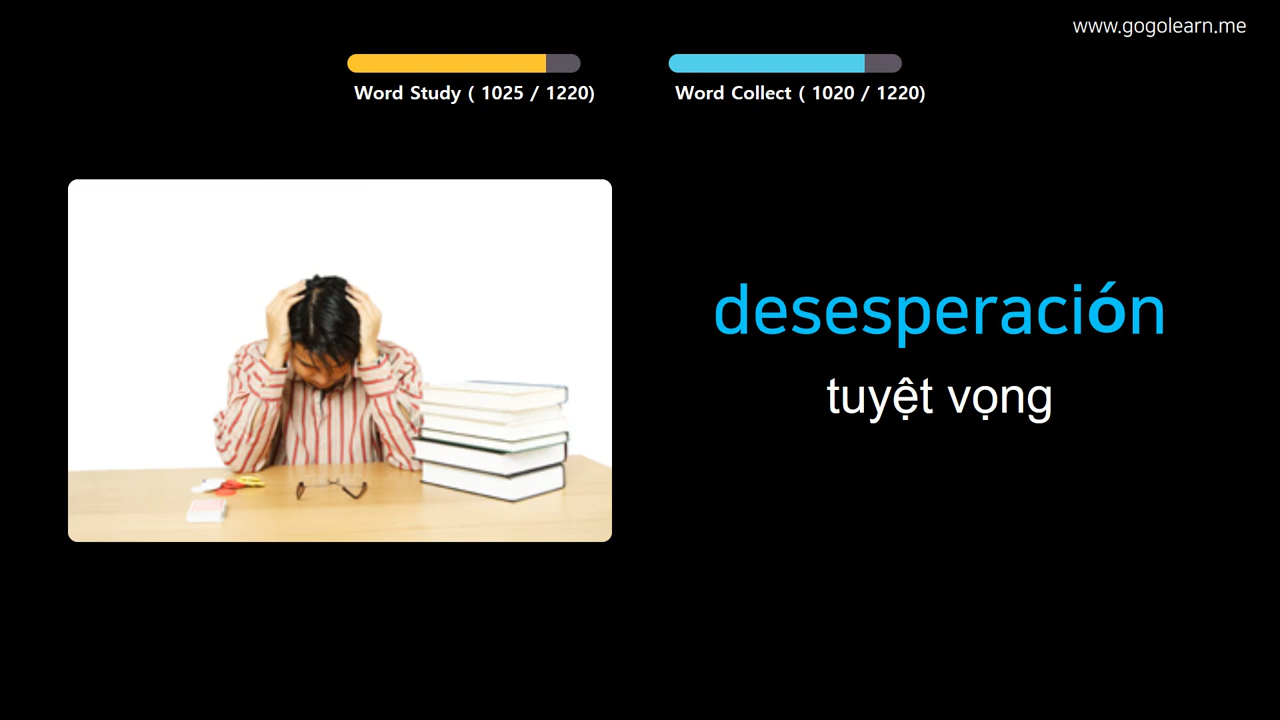 www.gogolearn.me
Word Study ( 1025 / 1220)
Word Collect ( 1020 / 1220)
desesperación
tuyệt vọng